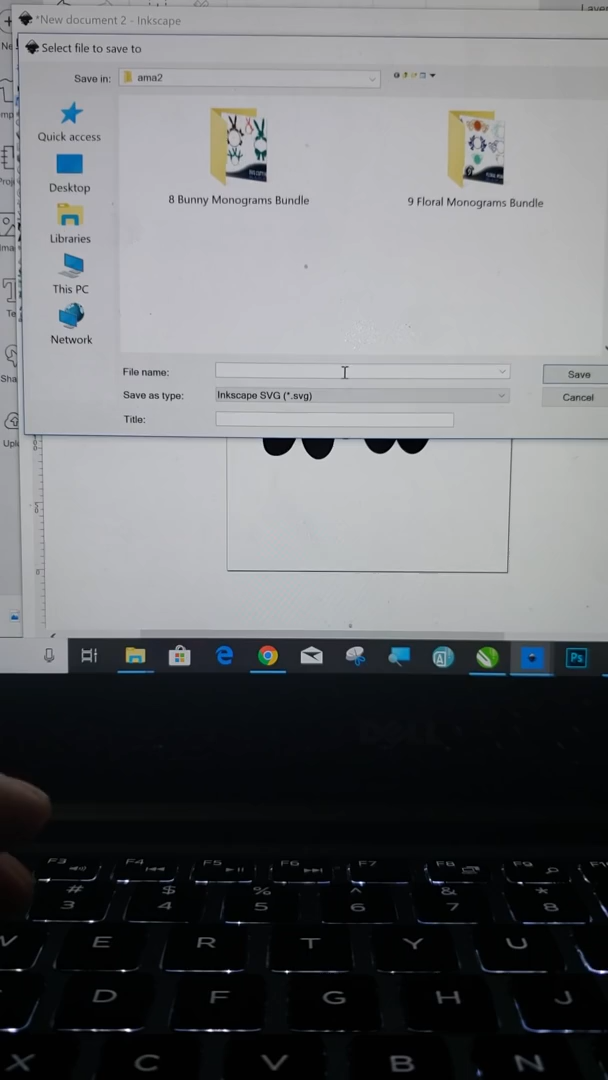 *New document 2 - Inkscape
Select file to save to
Save in:
ama2
Quick access
Desktop
Libraries
This PC
Network
8 Bunny Monograms Bundle
9 Floral Monograms Bundle
File name:
Save
Save as type:
Inkscape SVG (*.svg)
Cancel
Title:
Ps
DELL
F3
F4
F5
F6
F7
F8
F9
#
3
$
4
%
5
^
6
&
7
*
8
E
R
T
Y
U
D
F
G
H
J
X
C
V
B
N